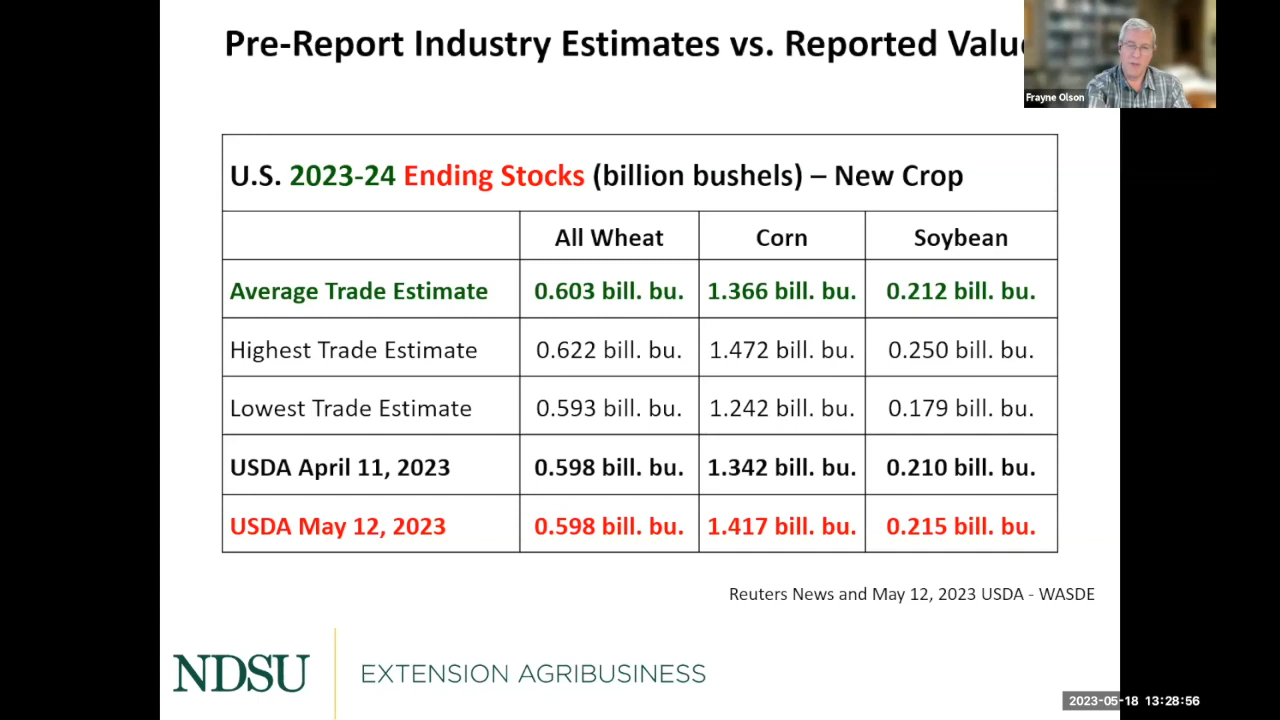 Pre-Report Industry Estimates vs. Reported Valu
Frayne Olson
U.S. 2023-24 Ending Stocks (billion bushels) – New Crop
All Wheat Corn Soybean
Average Trade Estimate 0.603 bill. bu. 1.366 bill. bu. 0.212 bill. bu.
Highest Trade Estimate 0.622 bill. bu. 1.472 bill. bu. 0.250 bill. bu.
Lowest Trade Estimate 0.593 bill. bu. 1.242 bill. bu. 0.179 bill. bu.
USDA April 11, 2023 0.598 bill. bu. 1.342 bill. bu. 0.210 bill. bu.
USDA May 12, 2023 0.598 bill. bu. 1.417 bill. bu. 0.215 bill. bu.
Reuters News and May 12, 2023 USDA - WASDE
NDSU EXTENSION AGRIBUSINESS
2023-05-18 13:28:56